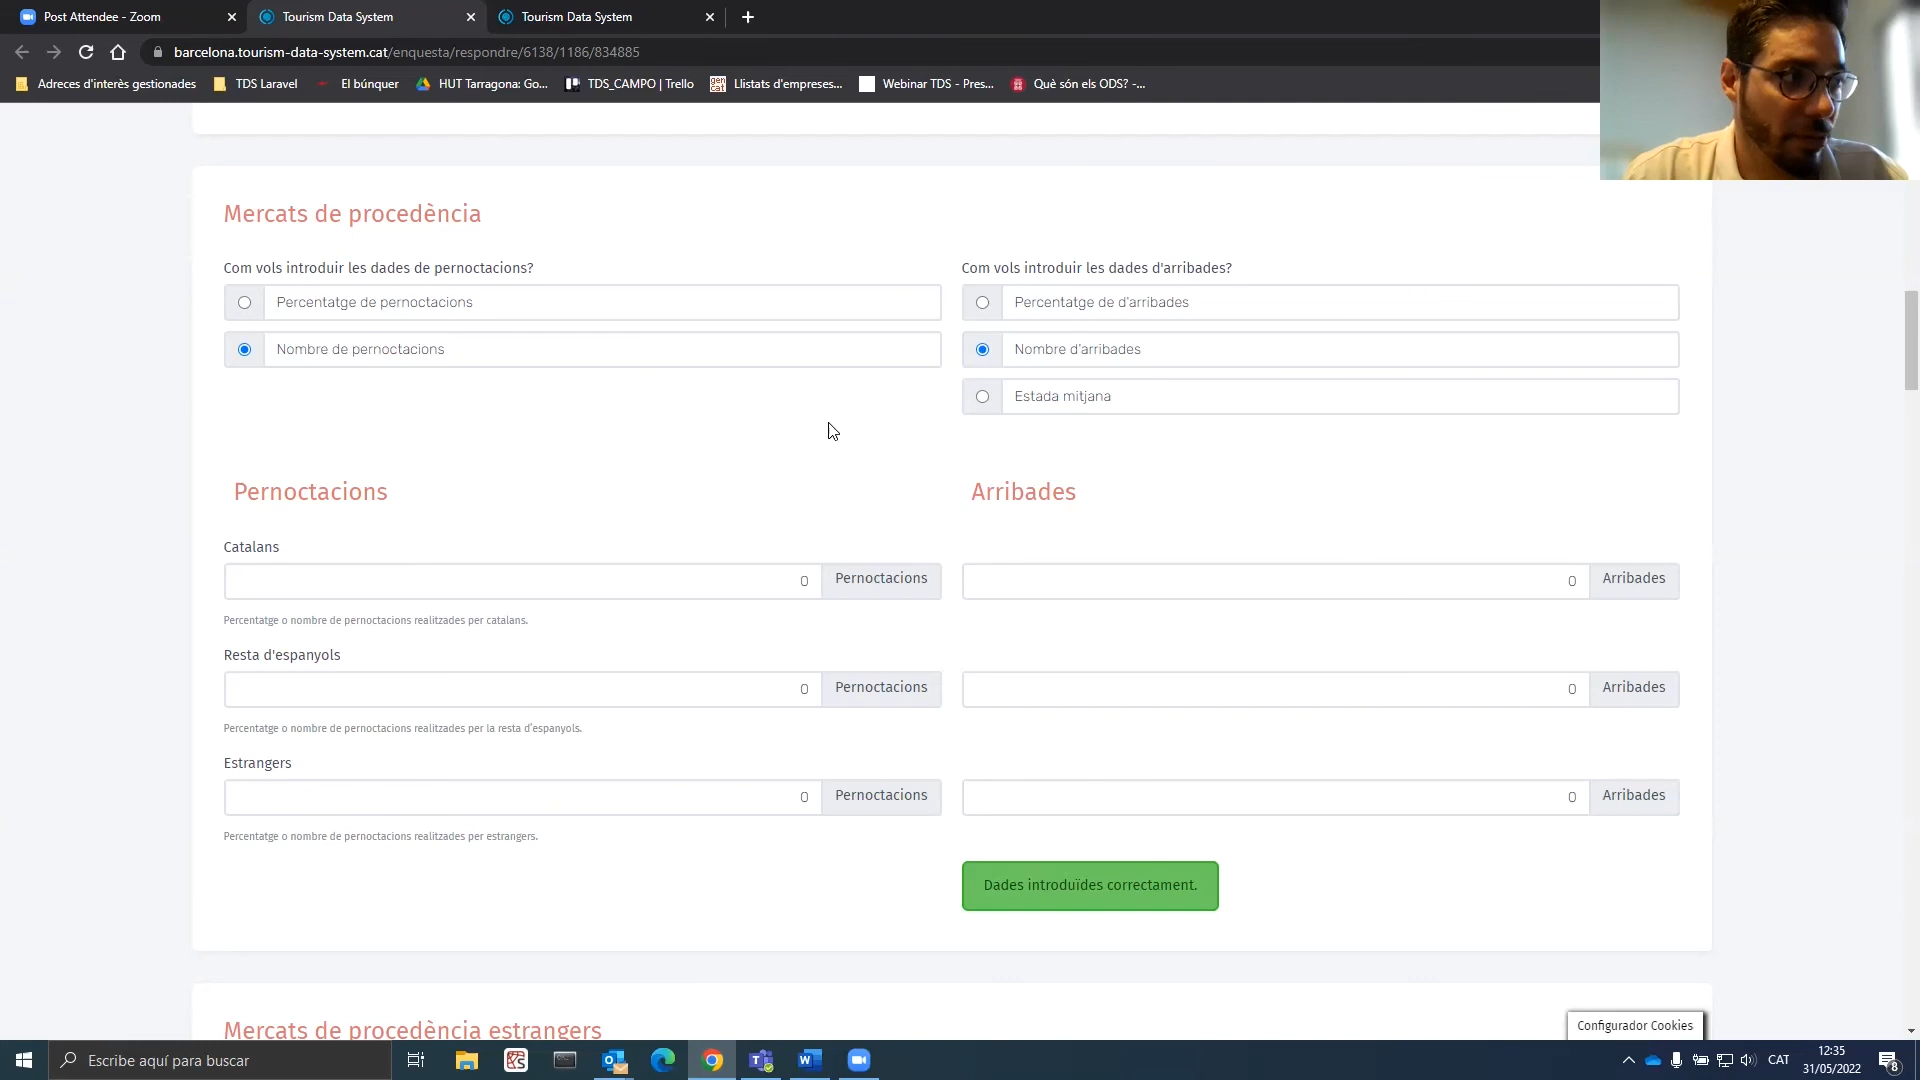 Post Attendee - Zoom
Tourism Data System
Tourism Data System
barcelona.tourism-data-system.cat/enquesta/respondre/6138/1186/834885
Adreces d'interès gestionades
TDS Laravel
El búnquer
HUT Tarragona: Go...
TDS_CAMPO | Trello
gen
cat
Llistats d'empreses...
Webinar TDS - Pres...
Què són els ODS? -...
Mercats de procedència
Com vols introduir les dades de pernoctacions?
Com vols introduir les dades d'arribades?
Percentatge de pernoctacions
Percentatge de d'arribades
Nombre de pernoctacions
Nombre d'arribades
Estada mitjana
Pernoctacions
Arribades
Catalans
0 Pernoctacions
0 Arribades
Percentatge o nombre de pernoctacions realitzades per catalans.
Resta d'espanyols
0 Pernoctacions
0 Arribades
Percentatge o nombre de pernoctacions realitzades per la resta d'espanyols.
Estrangers
0 Pernoctacions
0 Arribades
Percentatge o nombre de pernoctacions realitzades per estrangers.
Dades introduïdes correctament.
Mercats de procedència estrangers
Configurador Cookies
Escribe aquí para buscar
CAT
12:35
31/05/2022
8